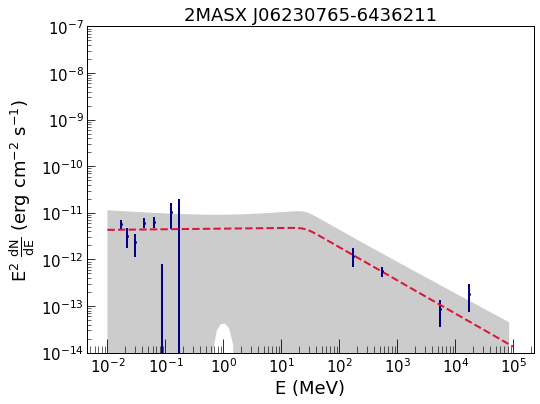 2MASX J06230765-6436211
E² dN/dE (erg cm⁻² s⁻¹)
10⁻⁷
10⁻⁸
10⁻⁹
10⁻¹⁰
10⁻¹¹
10⁻¹²
10⁻¹³
10⁻¹⁴
10⁻² 10⁻¹ 10⁰ 10¹ 10² 10³ 10⁴ 10⁵
E (MeV)